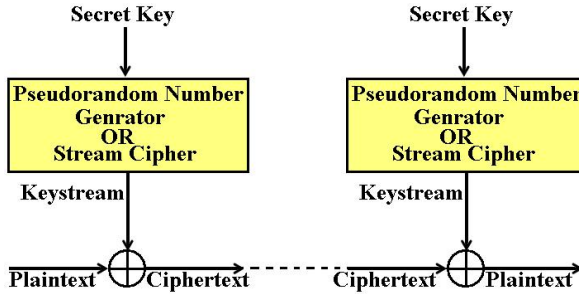 Secret Key
Pseudorandom Number
Genrator
OR
Stream Cipher
Keystream
Plaintext
Ciphertext
Secret Key
Pseudorandom Number
Genrator
OR
Stream Cipher
Keystream
Ciphertext
Plaintext